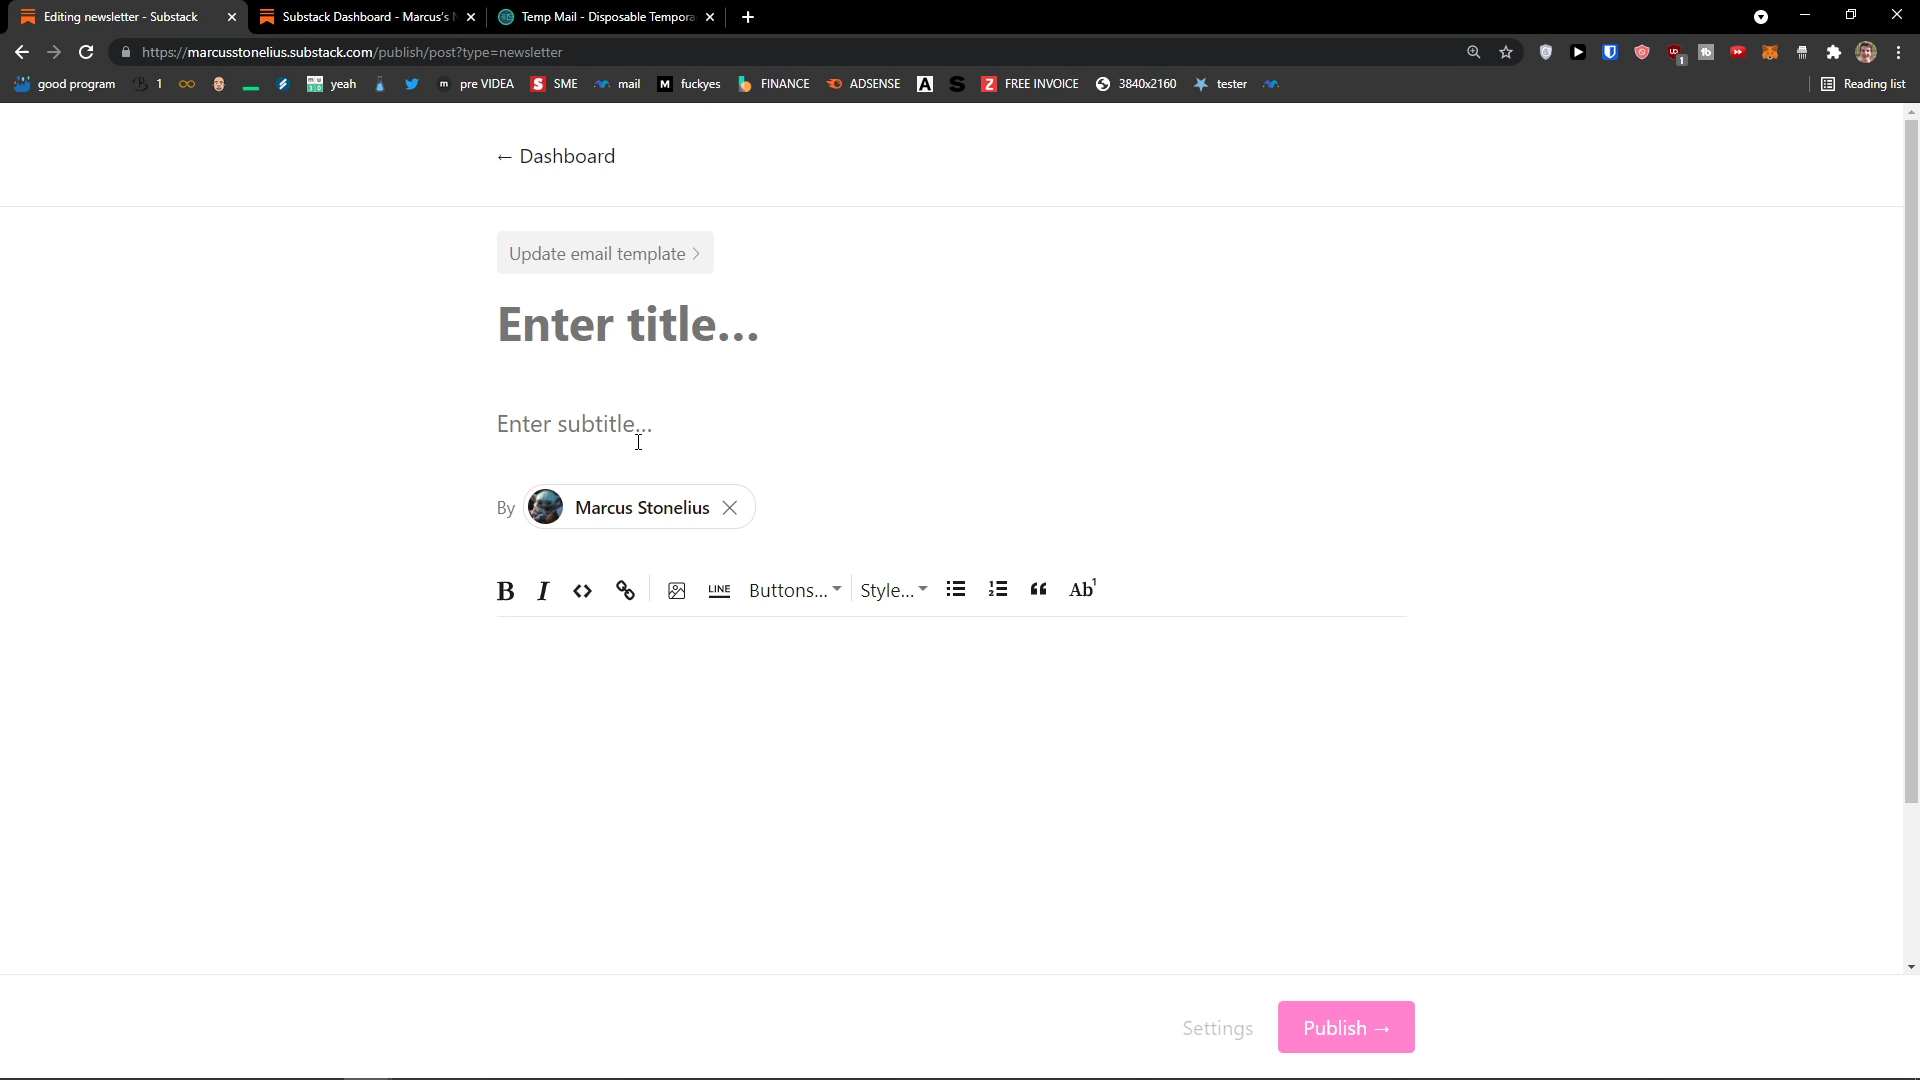 Editing newsletter - Substack
Substack Dashboard - Marcus's
Temp Mail - Disposable Tempora
https://marcusstonelius.substack.com/publish/post?type=newsletter
good program 1 yeah pre VIDEA SME mail fuckyes FINANCE ADSENSE FREE INVOICE 3840x2160 tester Reading list
← Dashboard
Update email template >
Enter title...
Enter subtitle...
By Marcus Stonelius
B I <> LINE Buttons... Style... Ab1
Settings
Publish →